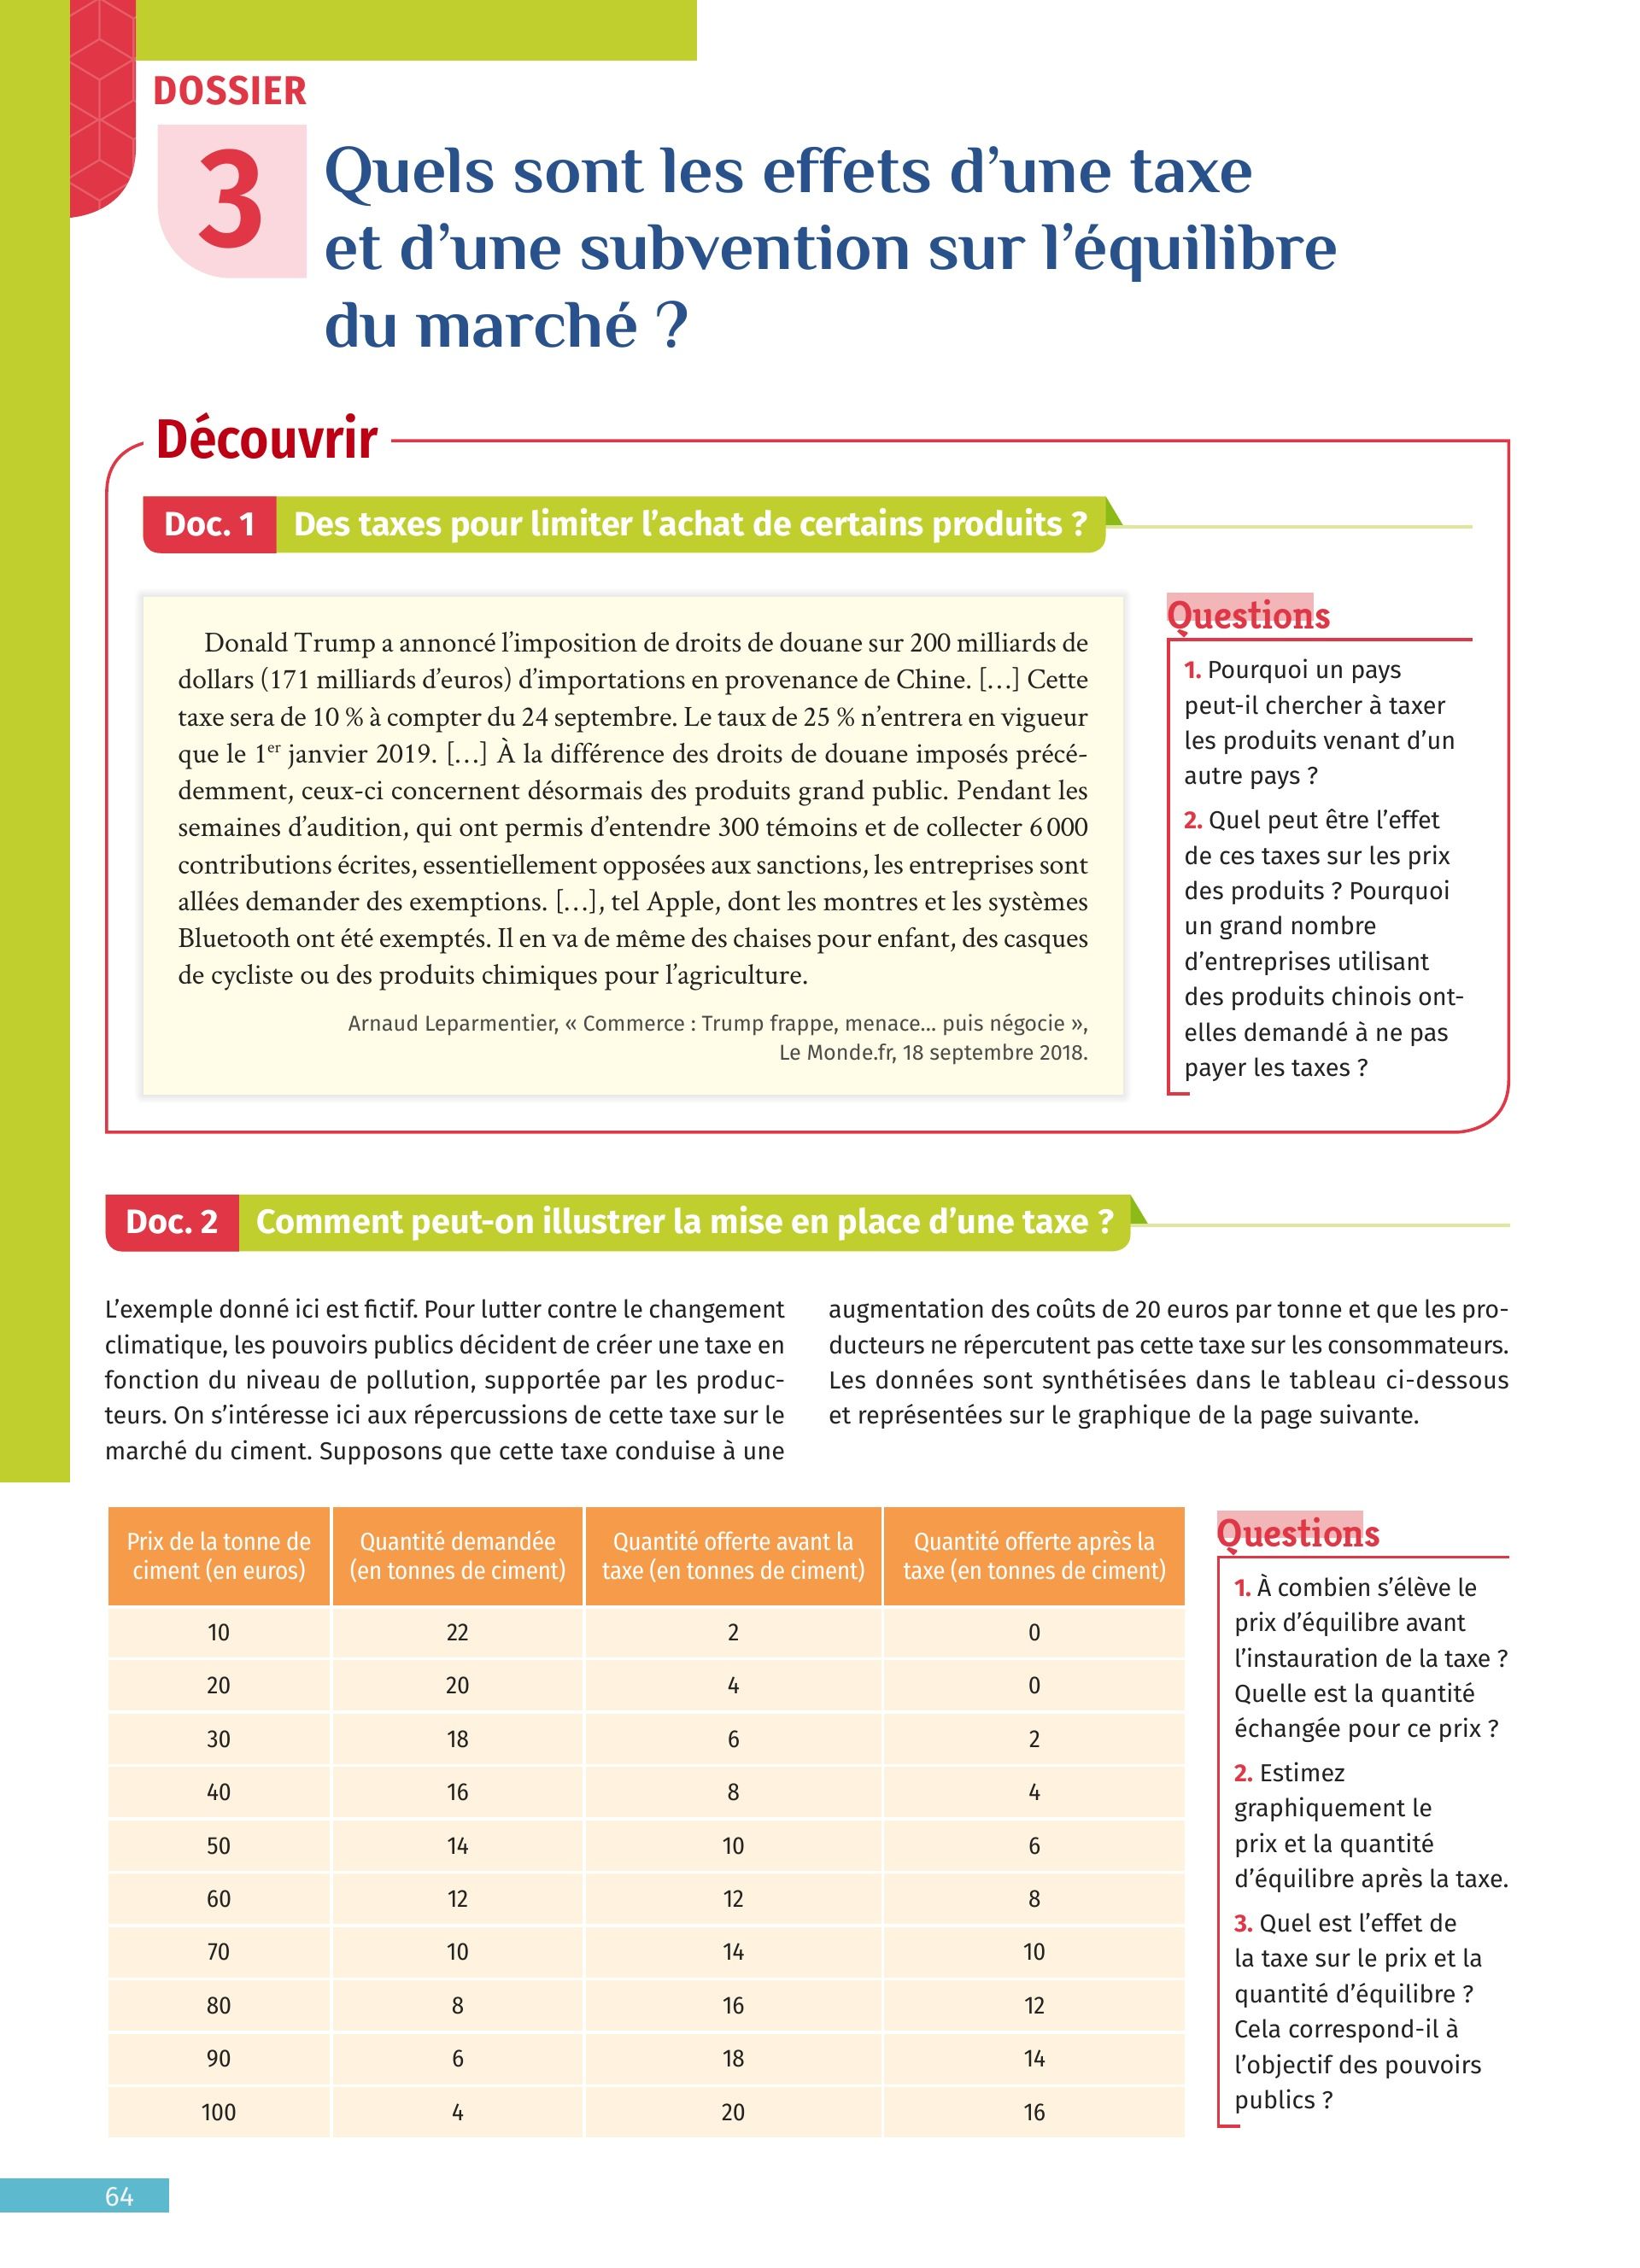 DOSSIER
3
Quels sont les effets d’une taxe
et d’une subvention sur l’équilibre
du marché ?
Découvrir
Doc. 1 Des taxes pour limiter l’achat de certains produits ?
Donald Trump a annoncé l’imposition de droits de douane sur 200 milliards de
dollars (171 milliards d’euros) d’importations en provenance de Chine. […] Cette
taxe sera de 10 % à compter du 24 septembre. Le taux de 25 % n’entrera en vigueur
que le 1er janvier 2019. […] À la différence des droits de douane imposés précé-
demment, ceux-ci concernent désormais des produits grand public. Pendant les
semaines d’audition, qui ont permis d’entendre 300 témoins et de collecter 6 000
contributions écrites, essentiellement opposées aux sanctions, les entreprises sont
allées demander des exemptions. […], tel Apple, dont les montres et les systèmes
Bluetooth ont été exemptés. Il en va de même des chaises pour enfant, des casques
de cycliste ou des produits chimiques pour l’agriculture.
Arnaud Leparmentier, « Commerce : Trump frappe, menace… puis négocie »,
Le Monde.fr, 18 septembre 2018.
Questions
1. Pourquoi un pays
peut-il chercher à taxer
les produits venant d’un
autre pays ?
2. Quel peut être l’effet
de ces taxes sur les prix
des produits ? Pourquoi
un grand nombre
d’entreprises utilisant
des produits chinois ont-
elles demandé à ne pas
payer les taxes ?
Doc. 2 Comment peut-on illustrer la mise en place d’une taxe ?
L’exemple donné ici est fictif. Pour lutter contre le changement
climatique, les pouvoirs publics décident de créer une taxe en
fonction du niveau de pollution, supportée par les produc-
teurs. On s’intéresse ici aux répercussions de cette taxe sur le
marché du ciment. Supposons que cette taxe conduise à une
augmentation des coûts de 20 euros par tonne et que les pro-
ducteurs ne répercutent pas cette taxe sur les consommateurs.
Les données sont synthétisées dans le tableau ci-dessous
et représentées sur le graphique de la page suivante.
Prix de la tonne de Quantité demandée Quantité offerte avant la Quantité offerte après la
ciment (en euros) (en tonnes de ciment) taxe (en tonnes de ciment) taxe (en tonnes de ciment)
10 22 2 0
20 20 4 0
30 18 6 2
40 16 8 4
50 14 10 6
60 12 12 8
70 10 14 10
80 8 16 12
90 6 18 14
100 4 20 16
Questions
1. À combien s’élève le
prix d’équilibre avant
l’instauration de la taxe ?
Quelle est la quantité
échangée pour ce prix ?
2. Estimez
graphiquement le
prix et la quantité
d’équilibre après la taxe.
3. Quel est l’effet de
la taxe sur le prix et la
quantité d’équilibre ?
Cela correspond-il à
l’objectif des pouvoirs
publics ?
64